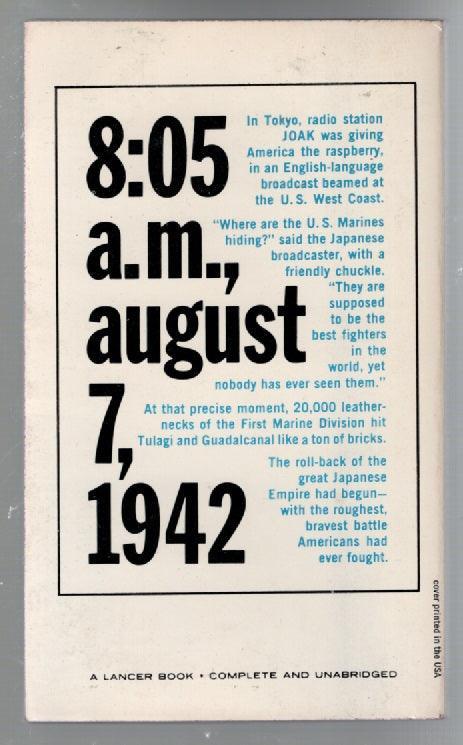 8:05
a.m.,
august
7,
1942
In Tokyo, radio station
JOAK was giving
America the raspberry,
in an English-language
broadcast beamed at
the U.S. West Coast.
"Where are the U.S. Marines
hiding?" said the Japanese
broadcaster, with a
friendly chuckle.
"They are
supposed
to be the
best fighters
in the
world, yet
nobody has ever seen them."
At that precise moment, 20,000 leather-
necks of the First Marine Division hit
Tulagi and Guadalcanal like a ton of bricks.
The roll-back of the
great Japanese
Empire had begun—
with the roughest,
bravest battle
Americans had
ever fought.
cover printed in the USA
A LANCER BOOK • COMPLETE AND UNABRIDGED